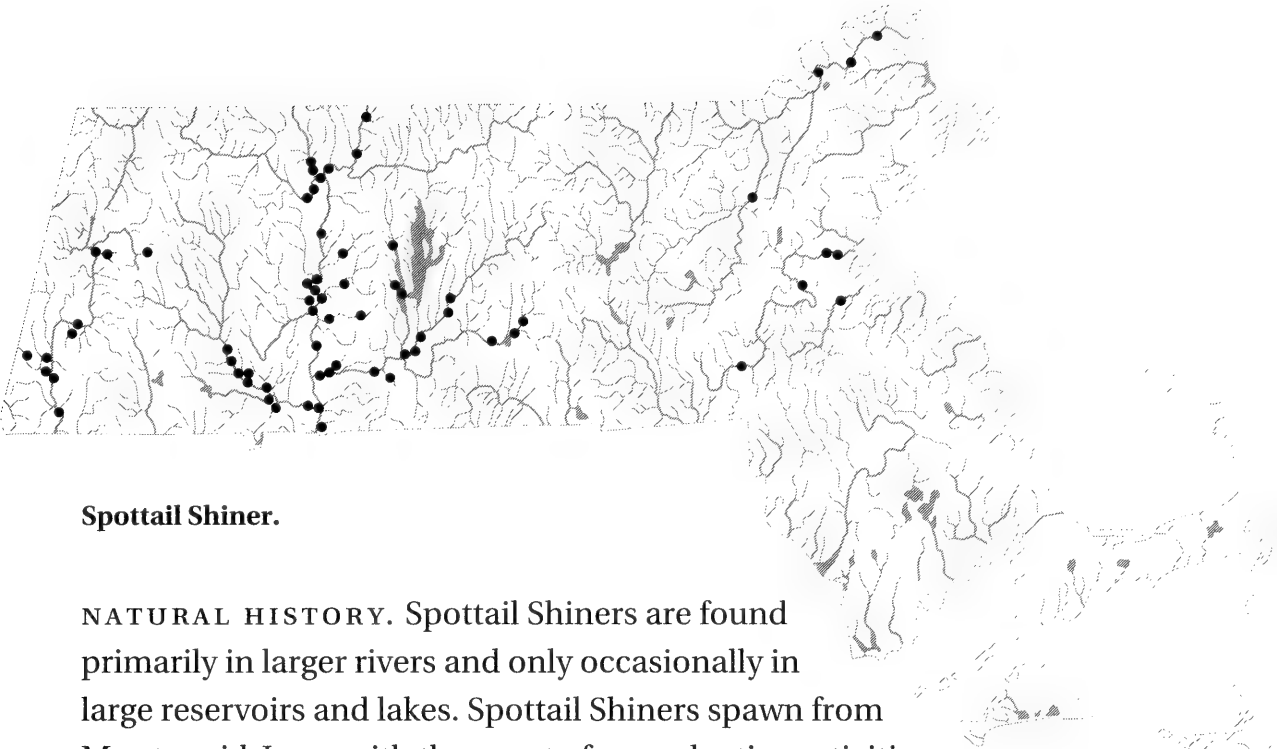 Spottail Shiner.
NATURAL HISTORY. Spottail Shiners are found
primarily in larger rivers and only occasionally in
large reservoirs and lakes. Spottail Shiners spawn from